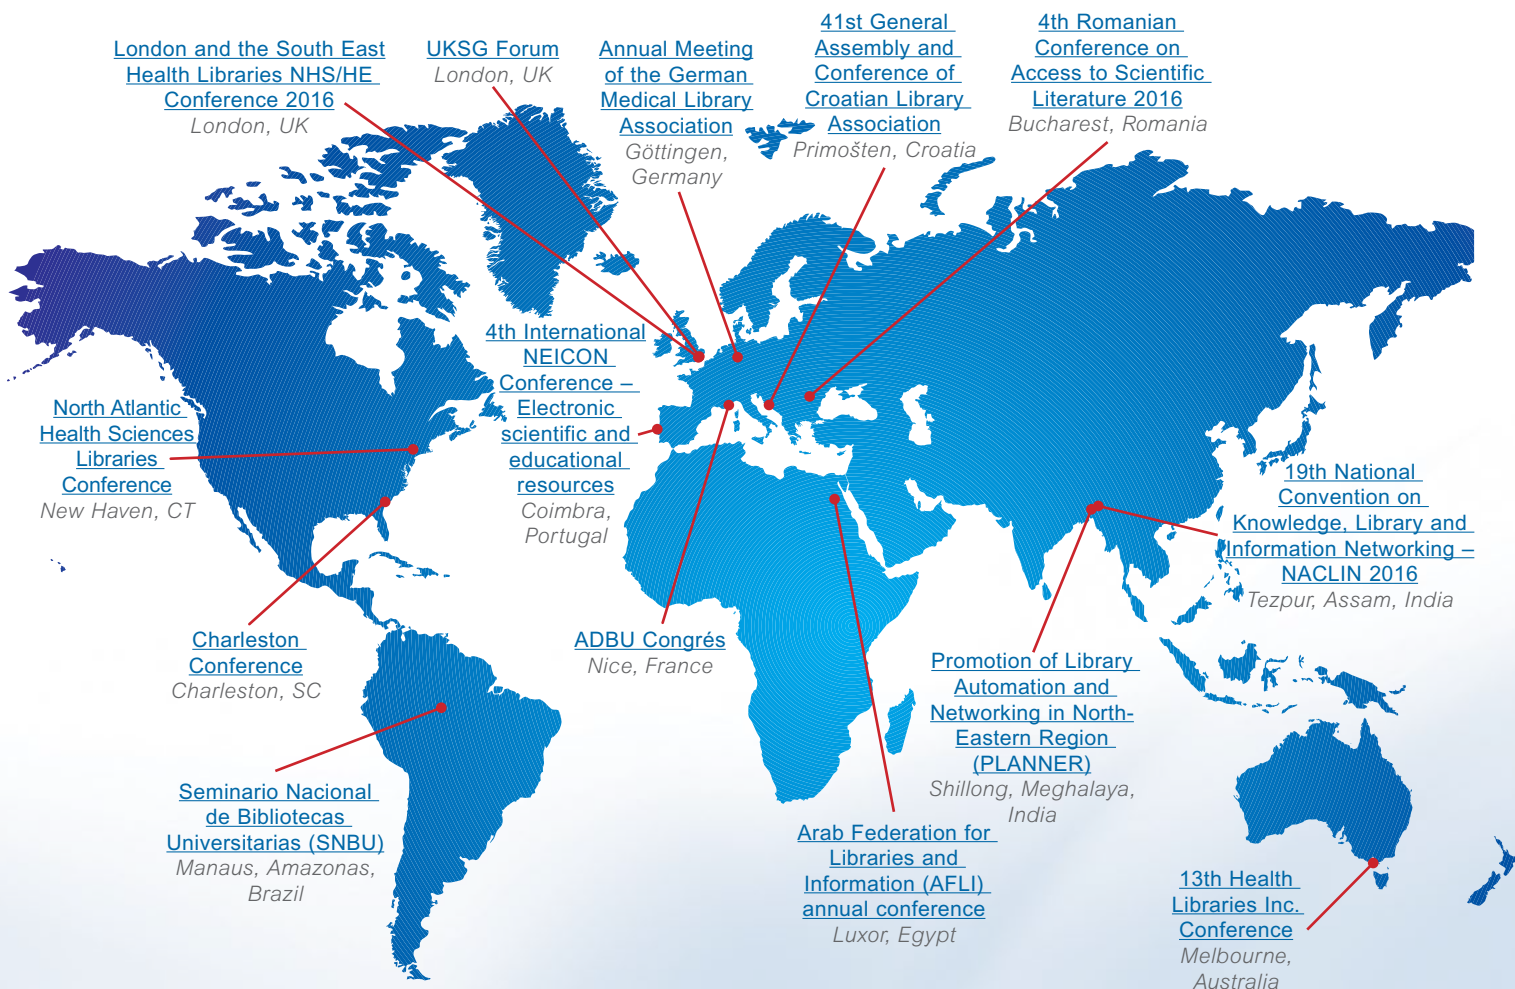 London and the South East
Health Libraries NHS/HE
Conference 2016
London, UK
UKSG Forum
London, UK
Annual Meeting
of the German
Medical Library
Association
Göttingen,
Germany
41st General
Assembly and
Conference of
Croatian Library
Association
Primošten, Croatia
4th Romanian
Conference on
Access to Scientific
Literature 2016
Bucharest, Romania
4th International
NEICON
Conference –
Electronic
scientific and
educational
resources
Coimbra,
Portugal
North Atlantic
Health Sciences
Libraries
Conference
New Haven, CT
19th National
Convention on
Knowledge, Library and
Information Networking –
NACLIN 2016
Tezpur, Assam, India
Charleston
Conference
Charleston, SC
ADBU Congrés
Nice, France
Promotion of Library
Automation and
Networking in North-
Eastern Region
(PLANNER)
Shillong, Meghalaya,
India
Seminario Nacional
de Bibliotecas
Universitarias (SNBU)
Manaus, Amazonas,
Brazil
Arab Federation for
Libraries and
Information (AFLI)
annual conference
Luxor, Egypt
13th Health
Libraries Inc.
Conference
Melbourne,
Australia